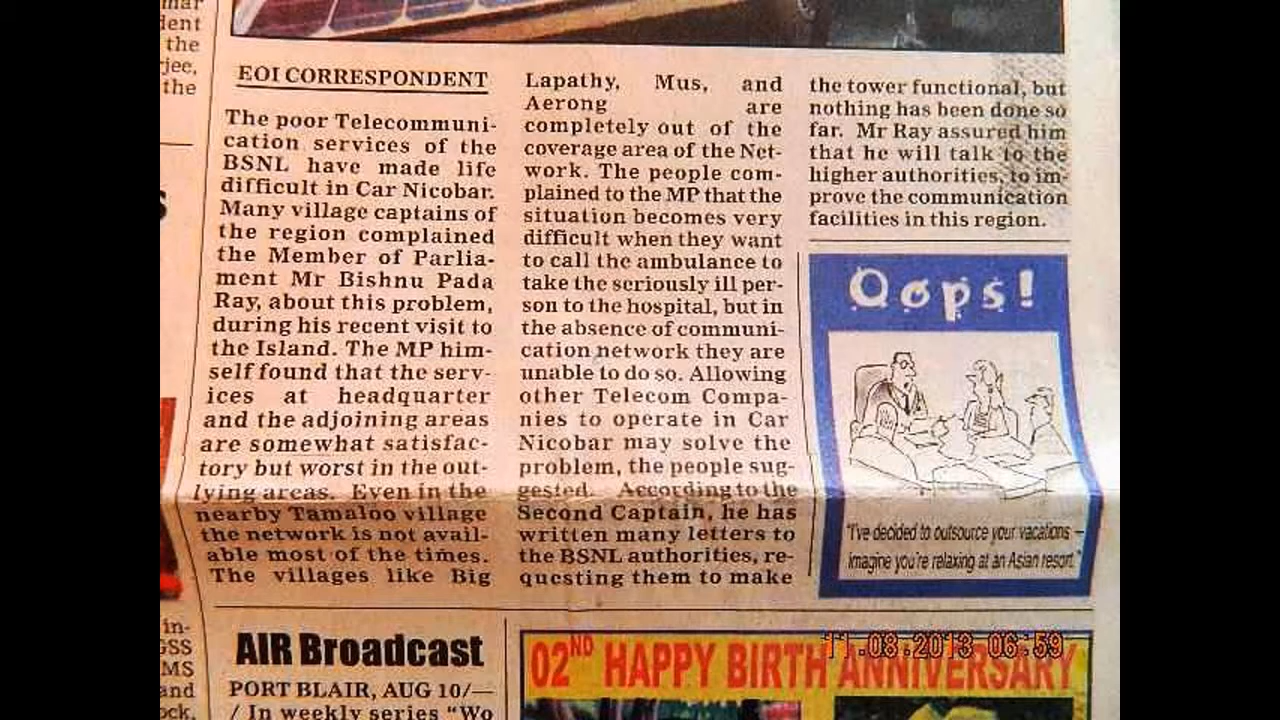 mar
dent
the
jee,
the
EOI CORRESPONDENT
The poor Telecommuni-
cation services of the
BSNL have made life
difficult in Car Nicobar.
Many village captains of
the region complained
the Member of Parlia-
ment Mr Bishnu Pada
Ray, about this problem,
during his recent visit to
the Island. The MP him-
self found that the serv-
ices at headquarter
and the adjoining areas
are somewhat satisfac-
tory but worst in the out-
lying areas. Even in the
nearby Tamaloo village
the network is not avail-
able most of the times.
The villages like Big
Lapathy, Mus, and
Aerong are
completely out of the
coverage area of the Net-
work. The people com-
plained to the MP that the
situation becomes very
difficult when they want
to call the ambulance to
take the seriously ill per-
son to the hospital, but in
the absence of communi-
cation network they are
unable to do so. Allowing
other Telecom Compa-
nies to operate in Car
Nicobar may solve the
problem, the people sug-
gested. According to the
Second Captain, he has
written many letters to
the BSNL authorities, re-
questing them to make
the tower functional, but
nothing has been done so
far. Mr Ray assured him
that he will talk to the
higher authorities, to im-
prove the communication
facilities in this region.
Oops!
"I've decided to outsource your vacations –
imagine you're relaxing at an Asian resort."
in-
GSS
MS
and
ock,
AIR Broadcast
PORT BLAIR, AUG 10/—
/ In weekly series "Wo
02ND HAPPY BIRTH ANNIVERSARY
11.08.2013 06:59